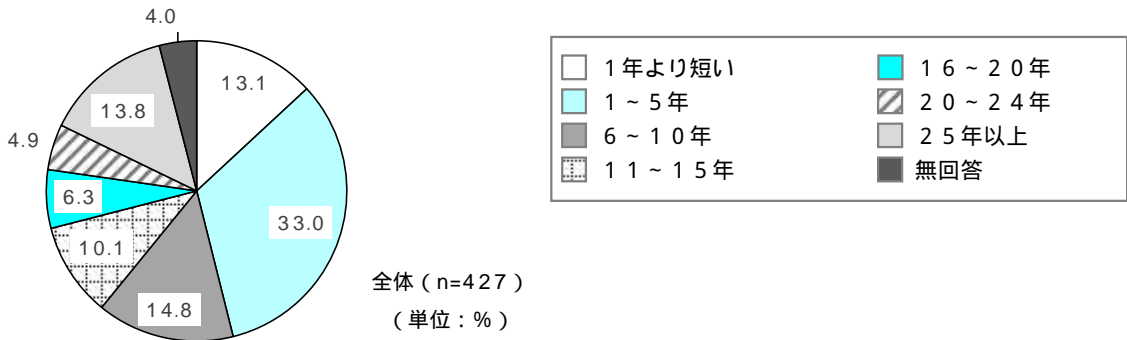 4.0
13.1
13.8
4.9
6.3
33.0
10.1
14.8
全体（n=427）
（単位：%）
1年より短い
1～5年
6～10年
11～15年
16～20年
20～24年
25年以上
無回答